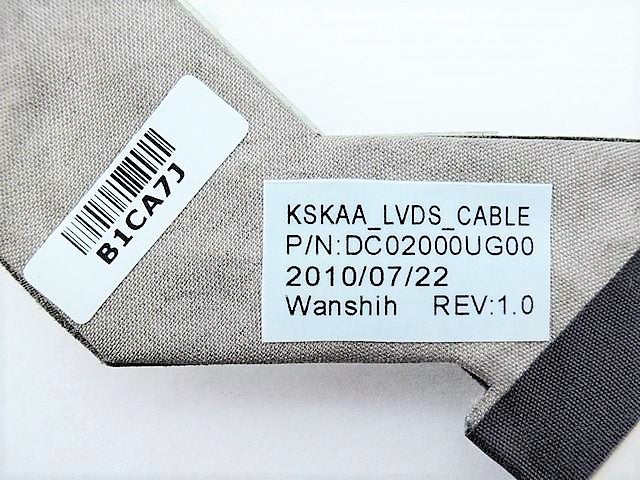 B1CA7J
KSKAA_LVDS_CABLE
P/N:DC02000UG00
2010/07/22
Wanshih REV:1.0